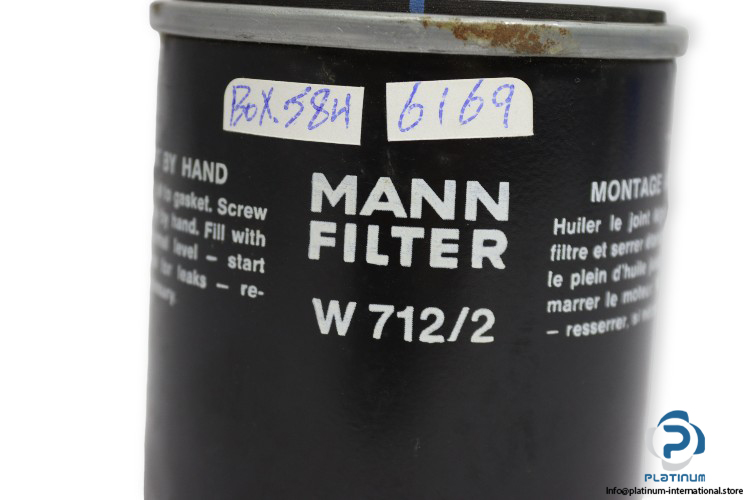 BOX.584
6169
T BY HAND
to gasket. Screw
by hand. Fill with
level – start
for leaks – re-
MANN
FILTER
W 712/2
MONTAGE
Huiler le joint
filtre et serrer
le plein d'huile
marrer le moteur
– resserrer, si
PLATINUM
Info@platinum-international.store